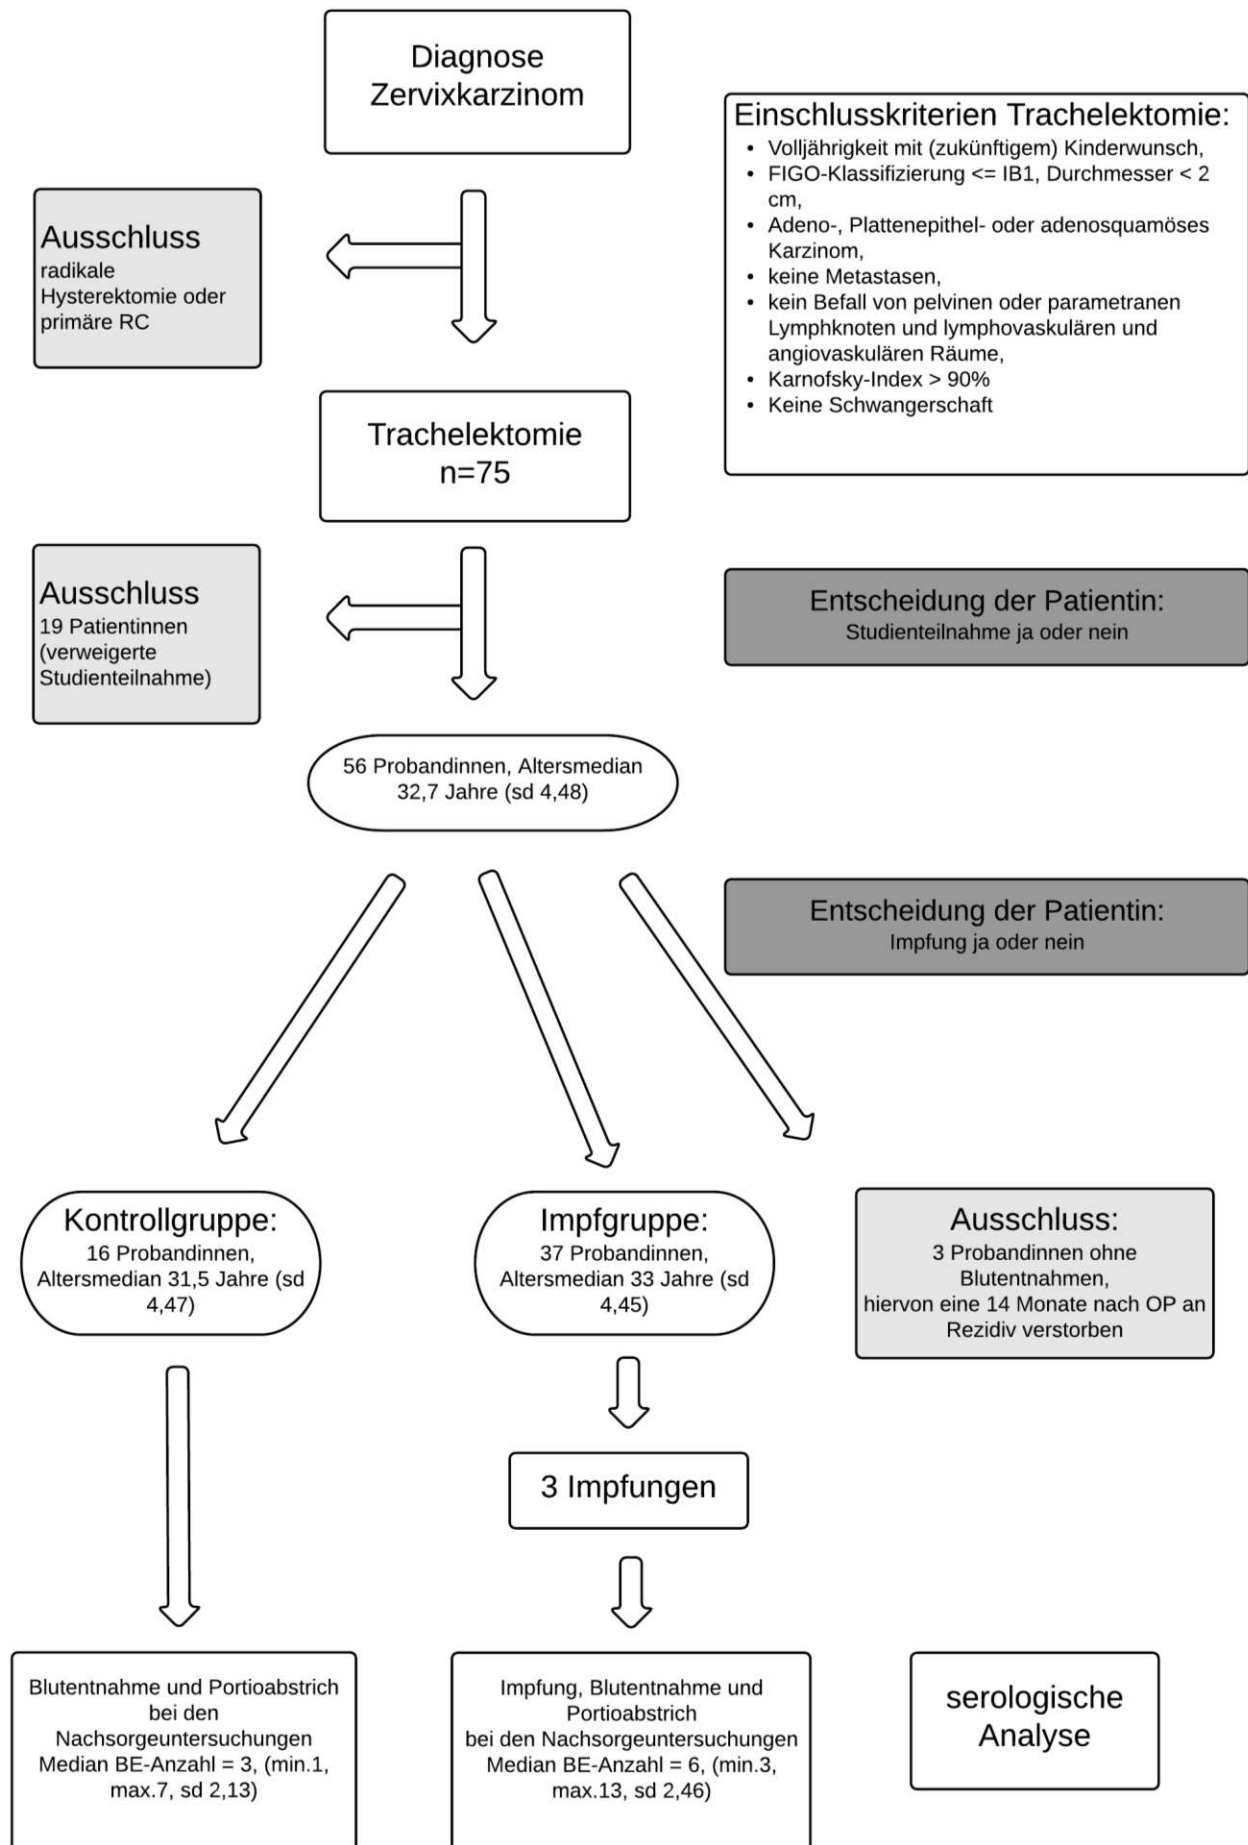 Diagnose
Zervixkarzinom
Einschlusskriterien Trachelektomie:
• Volljährigkeit mit (zukünftigem) Kinderwunsch,
• FIGO-Klassifizierung <= IB1, Durchmesser < 2
cm,
• Adeno-, Plattenepithel- oder adenosquamöses
Karzinom,
• keine Metastasen,
• kein Befall von pelvinen oder parametranen
Lymphknoten und lymphovaskulären und
angiovaskulären Räume,
• Karnofsky-Index > 90%
• Keine Schwangerschaft
Ausschluss
radikale
Hysterektomie oder
primäre RC
Trachelektomie
n=75
Ausschluss
19 Patientinnen
(verweigerte
Studienteilnahme)
Entscheidung der Patientin:
Studienteilnahme ja oder nein
56 Probandinnen, Altersmedian
32,7 Jahre (sd 4,48)
Entscheidung der Patientin:
Impfung ja oder nein
Kontrollgruppe:
16 Probandinnen,
Altersmedian 31,5 Jahre (sd
4,47)
Impfgruppe:
37 Probandinnen,
Altersmedian 33 Jahre (sd
4,45)
Ausschluss:
3 Probandinnen ohne
Blutentnahmen,
hiervon eine 14 Monate nach OP an
Rezidiv verstorben
3 Impfungen
Blutentnahme und Portioabstrich
bei den
Nachsorgeuntersuchungen
Median BE-Anzahl = 3, (min.1,
max.7, sd 2,13)
Impfung, Blutentnahme und
Portioabstrich
bei den Nachsorgeuntersuchungen
Median BE-Anzahl = 6, (min.3,
max.13, sd 2,46)
serologische
Analyse